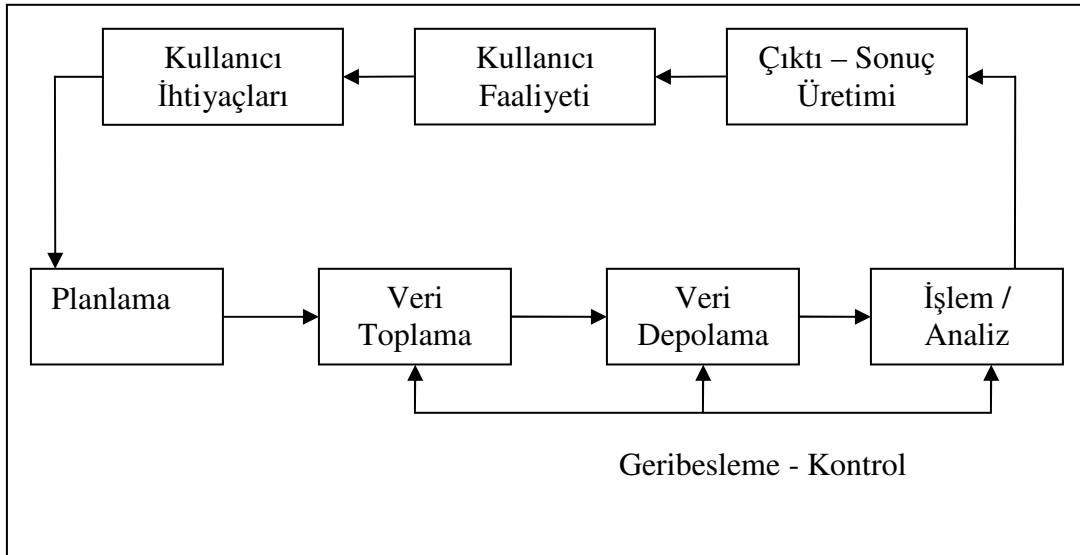 Kullanıcı
İhtiyaçları
Kullanıcı
Faaliyeti
Çıktı – Sonuç
Üretimi
Planlama
Veri
Toplama
Veri
Depolama
İşlem /
Analiz
Geribesleme - Kontrol